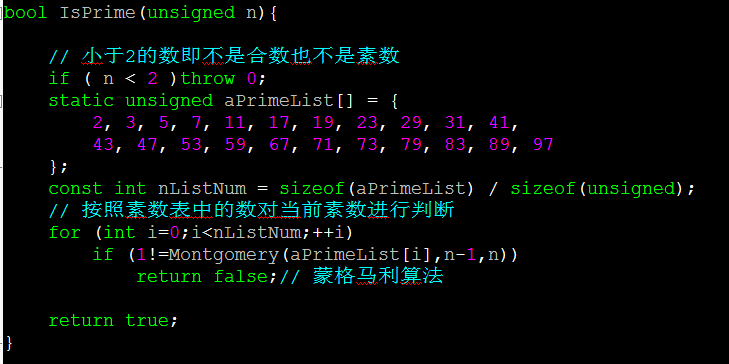 bool IsPrime(unsigned n){
// 小于2的数即不是合数也不是素数
if ( n < 2 )throw 0;
static unsigned aPrimeList[] = {
2, 3, 5, 7, 11, 17, 19, 23, 29, 31, 41,
43, 47, 53, 59, 67, 71, 73, 79, 83, 89, 97
};
const int nListNum = sizeof(aPrimeList) / sizeof(unsigned);
// 按照素数表中的数对当前素数进行判断
for (int i=0;i<nListNum;++i)
if (1!=Montgomery(aPrimeList[i],n-1,n))
return false;// 蒙格马利算法
return true;
}